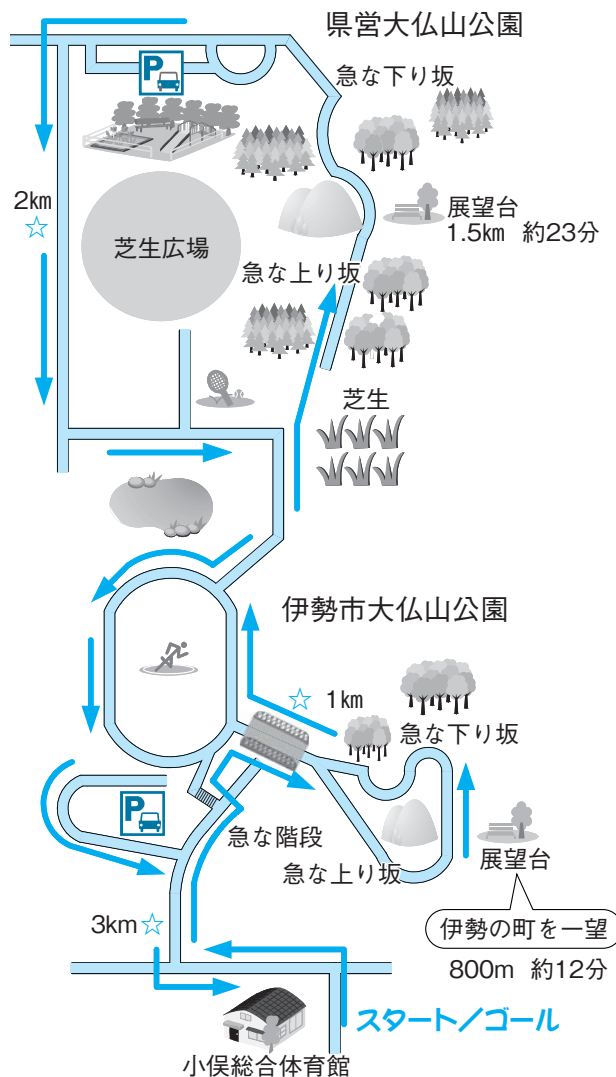 県営大仏山公園
P
急な下り坂
2km
☆
展望台
1.5km 約23分
芝生広場
急な上り坂
芝生
伊勢市大仏山公園
☆ 1km
急な下り坂
P
急な階段
急な上り坂
展望台
伊勢の町を一望
800m 約12分
3km☆
スタート/ゴール
小俣総合体育館